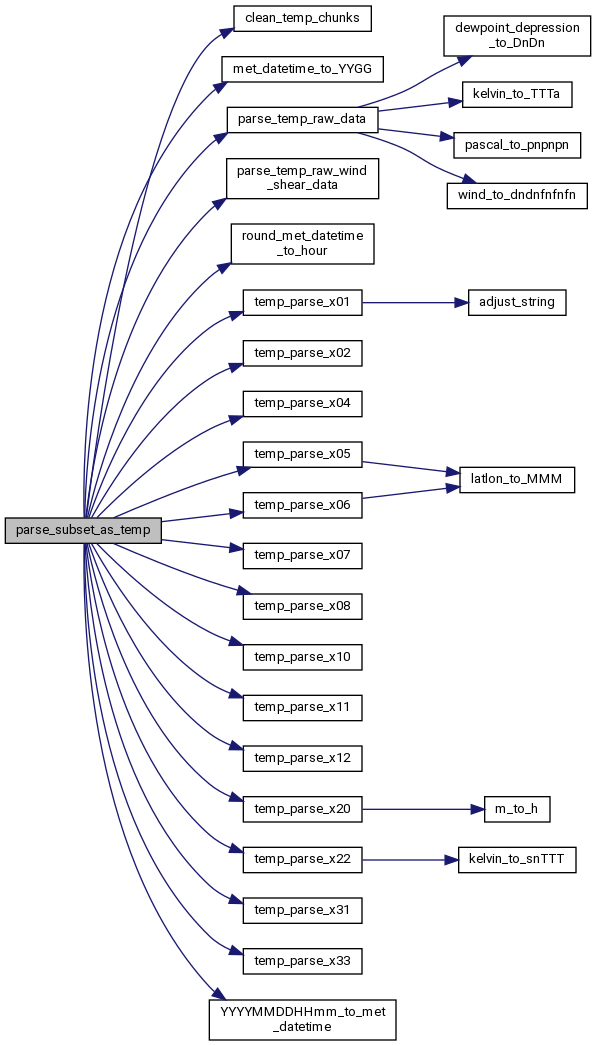 parse_subset_as_temp
clean_temp_chunks
met_datetime_to_YYGG
parse_temp_raw_data
parse_temp_raw_wind
_shear_data
round_met_datetime
_to_hour
temp_parse_x01
temp_parse_x02
temp_parse_x04
temp_parse_x05
temp_parse_x06
temp_parse_x07
temp_parse_x08
temp_parse_x10
temp_parse_x11
temp_parse_x12
temp_parse_x20
temp_parse_x22
temp_parse_x31
temp_parse_x33
YYYYMMDDHHmm_to_met
_datetime
dewpoint_depression
_to_DnDn
kelvin_to_TTTa
pascal_to_pnpnpn
wind_to_dndnfnfnfn
adjust_string
latlon_to_MMM
m_to_h
kelvin_to_snTTT